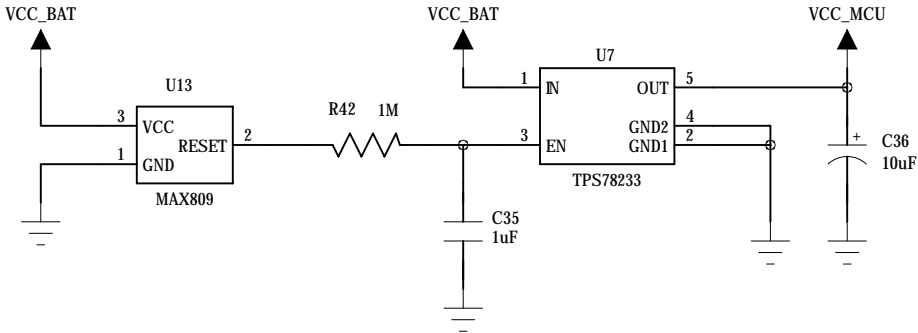 VCC_BAT
VCC_BAT
VCC_MCU
U13
U7
3
VCC
RESET
2
1
GND
MAX809
R42
1M
1
IN
OUT
5
GND2
4
3
EN
GND1
2
TPS78233
C35
1uF
+
C36
10uF